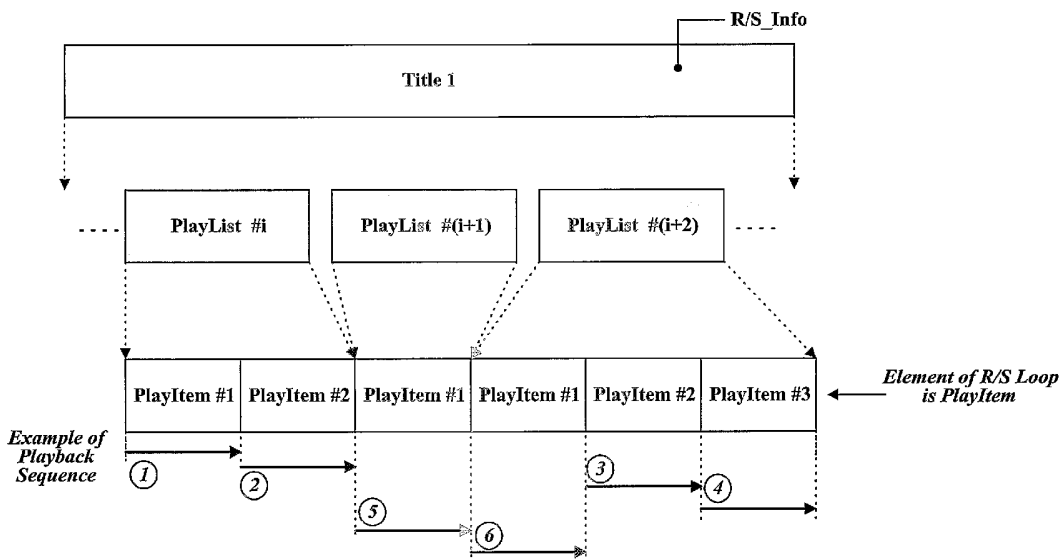 R/S_Info
Title 1
PlayList #i
PlayList #(i+1)
PlayList #(i+2)
PlayItem #1
PlayItem #2
PlayItem #1
PlayItem #1
PlayItem #2
PlayItem #3
Element of R/S Loop
is PlayItem
Example of
Playback
Sequence
1
2
3
4
5
6